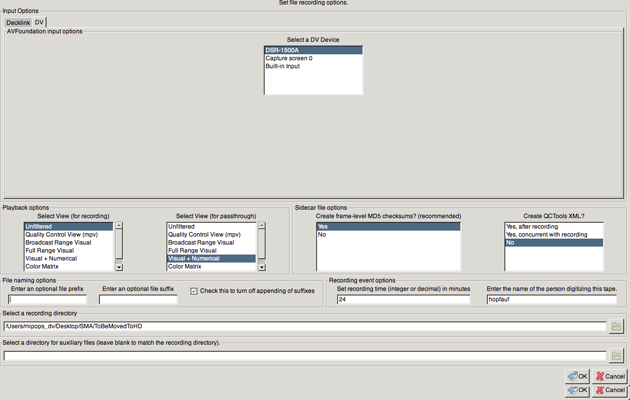 Set file recording options.
Input Options
Decklink DV
AVFoundation input options
Select a DV Device
DSR-1500A
Capture screen 0
Built-in Input
Playback options
Select View (for recording)
Unfiltered
Quality Control View (mpv)
Broadcast Range Visual
Full Range Visual
Visual + Numerical
Color Matrix
Select View (for passthrough)
Unfiltered
Quality Control View (mpv)
Broadcast Range Visual
Full Range Visual
Visual + Numerical
Color Matrix
Sidecar file options
Create frame-level MD5 checksums? (recommended)
Yes
No
Create QCTools XML?
Yes, after recording
Yes, concurrent with recording
No
File naming options
Enter an optional file prefix
Enter an optional file suffix
Check this to turn off appending of suffixes
Recording event options
Set recording time (integer or decimal) in minutes
24
Enter the name of the person digitizing this tape.
hopfauf
Select a recording directory
/Users/mipops_dv/Desktop/SMA/ToBeMovedToHD
Select a directory for auxiliary files (leave blank to match the recording directory).
OK Cancel
OK Cancel